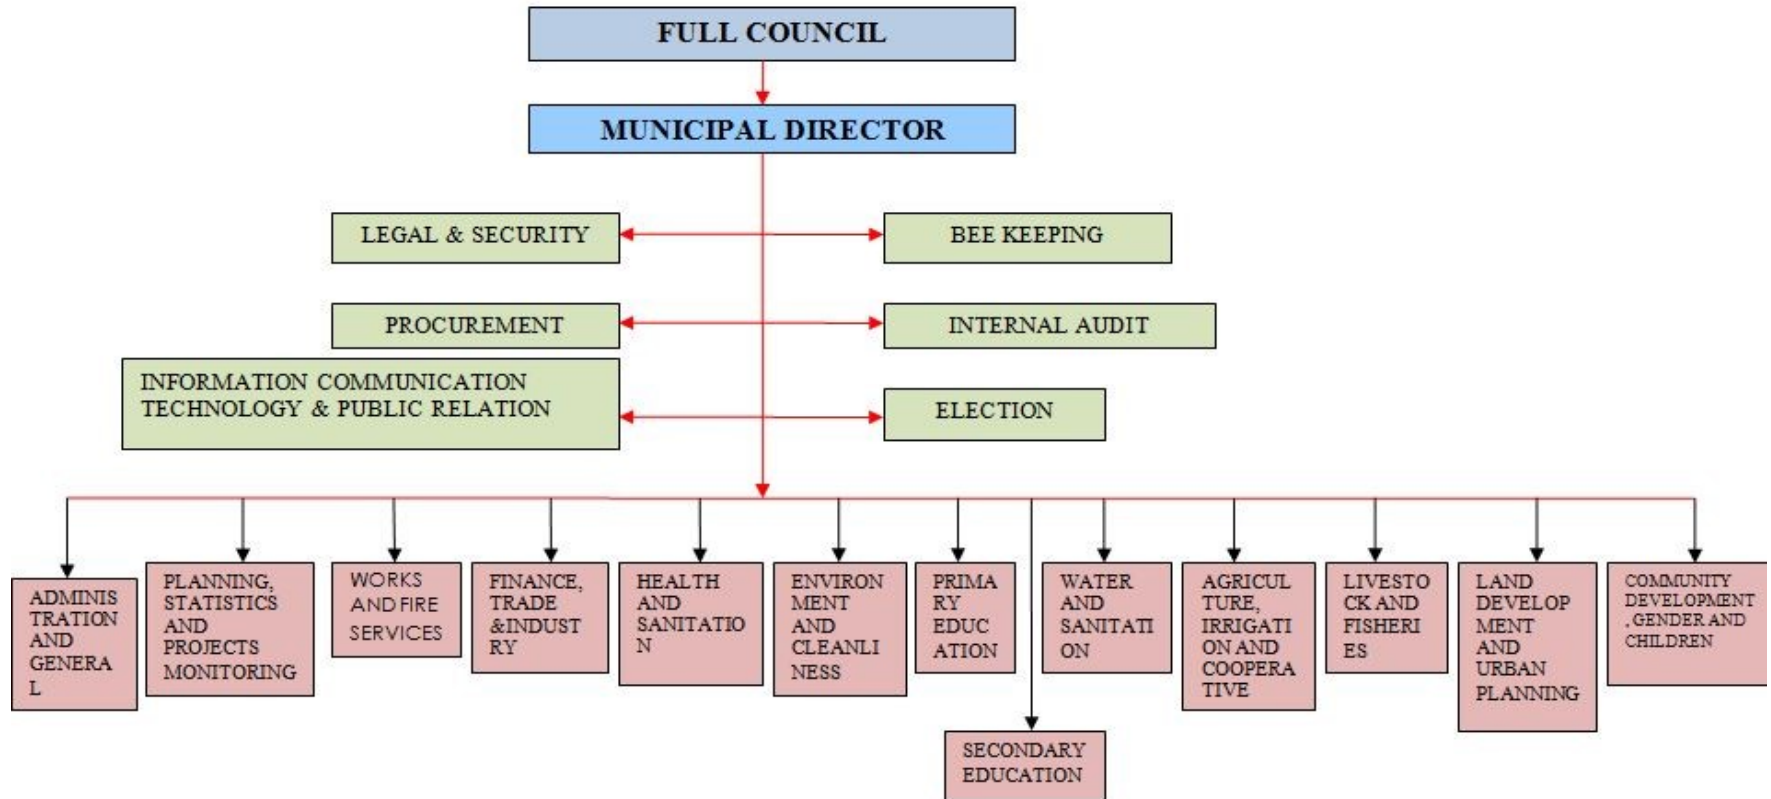 FULL COUNCIL
MUNICIPAL DIRECTOR
LEGAL & SECURITY
BEE KEEPING
PROCUREMENT
INTERNAL AUDIT
INFORMATION COMMUNICATION
TECHNOLOGY & PUBLIC RELATION
ELECTION
ADMINIS
TRATION
AND
GENERA
L
PLANNING,
STATISTICS
AND
PROJECTS
MONITORING
WORKS
AND FIRE
SERVICES
FINANCE,
TRADE
&INDUST
RY
HEALTH
AND
SANITATIO
N
ENVIRON
MENT
AND
CLEANLI
NESS
PRIMA
RY
EDUC
ATION
WATER
AND
SANITATI
ON
AGRICUL
TURE,
IRRIGATI
ON AND
COOPERA
TIVE
LIVESTO
CK AND
FISHERI
ES
LAND
DEVELOP
MENT
AND
URBAN
PLANNING
COMMUNITY
DEVELOPMENT
, GENDER AND
CHILDREN
SECONDARY
EDUCATION